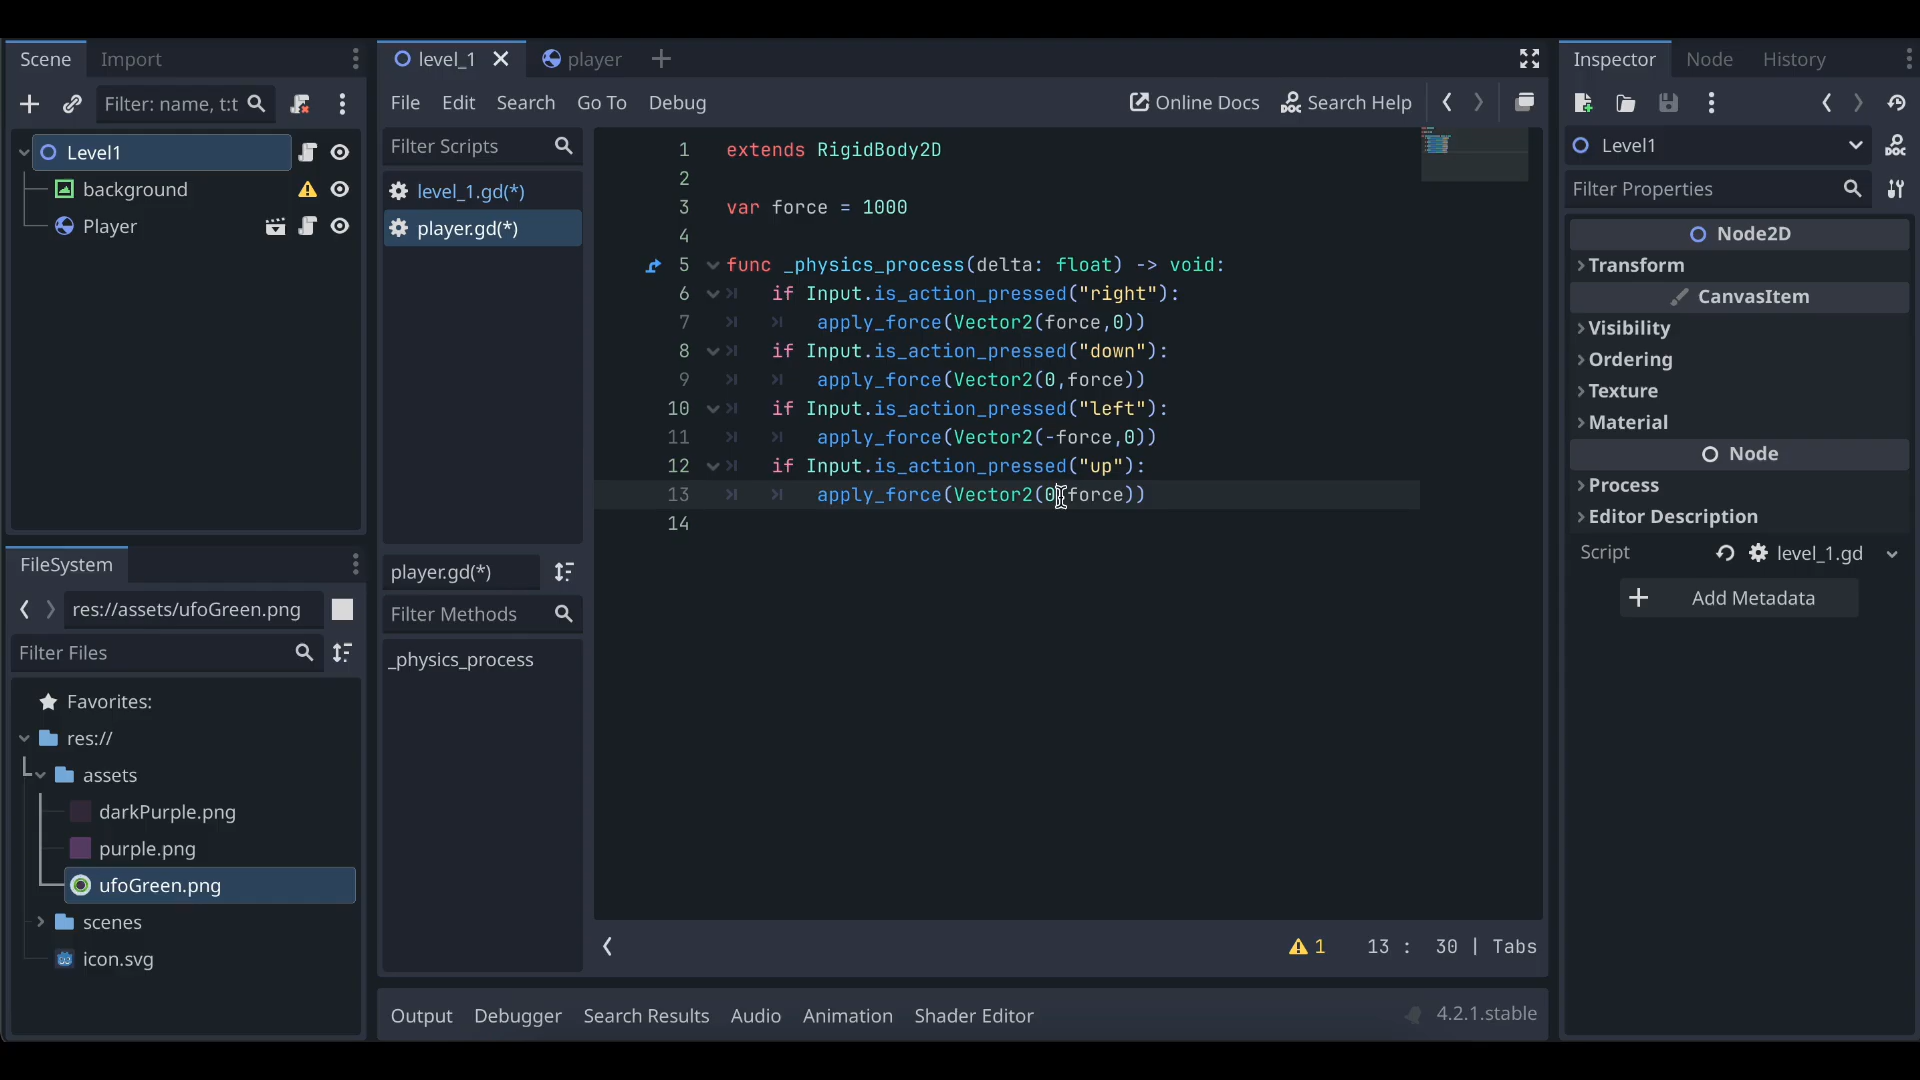 Scene Import
Filter: name, t:t
Level1
background
Player
FileSystem
res://assets/ufoGreen.png
Filter Files
Favorites:
res://
assets
darkPurple.png
purple.png
ufoGreen.png
scenes
icon.svg
level_1 player
File Edit Search Go To Debug Online Docs Search Help
Filter Scripts
level_1.gd(*)
player.gd(*)
player.gd(*)
Filter Methods
_physics_process
1 extends RigidBody2D
2
3 var force = 1000
4
5 func _physics_process(delta: float) -> void:
6 if Input.is_action_pressed("right"):
7 apply_force(Vector2(force,0))
8 if Input.is_action_pressed("down"):
9 apply_force(Vector2(0,force))
10 if Input.is_action_pressed("left"):
11 apply_force(Vector2(-force,0))
12 if Input.is_action_pressed("up"):
13 apply_force(Vector2(0,force))
14
1 13 : 30 | Tabs
Output Debugger Search Results Audio Animation Shader Editor 4.2.1.stable
Inspector Node History
Level1
Filter Properties
Node2D
Transform
CanvasItem
Visibility
Ordering
Texture
Material
Node
Process
Editor Description
Script level_1.gd
Add Metadata